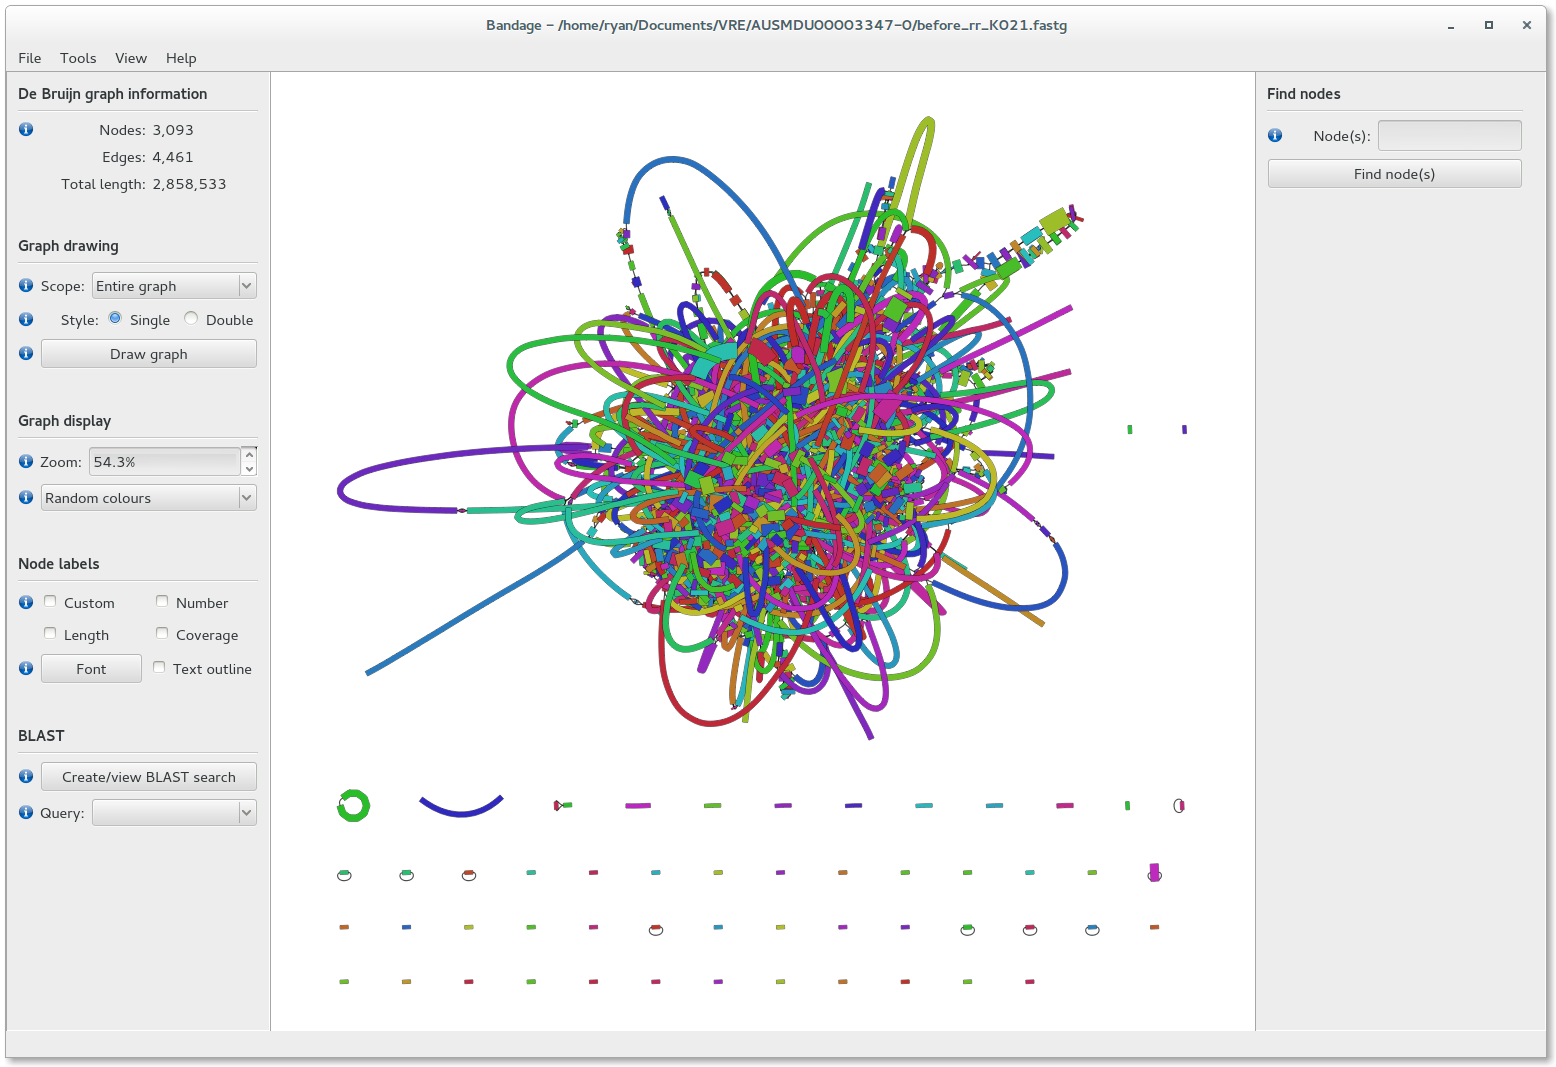 Bandage - /home/ryan/Documents/VRE/AUSMDU00003347-0/before_rr_K021.fastg
File Tools View Help
De Bruijn graph information
Nodes: 3,093
Edges: 4,461
Total length: 2,858,533
Graph drawing
Scope: Entire graph
Style: Single Double
Draw graph
Graph display
Zoom: 54.3%
Random colours
Node labels
Custom Number
Length Coverage
Font Text outline
BLAST
Create/view BLAST search
Query:
Find nodes
Node(s):
Find node(s)